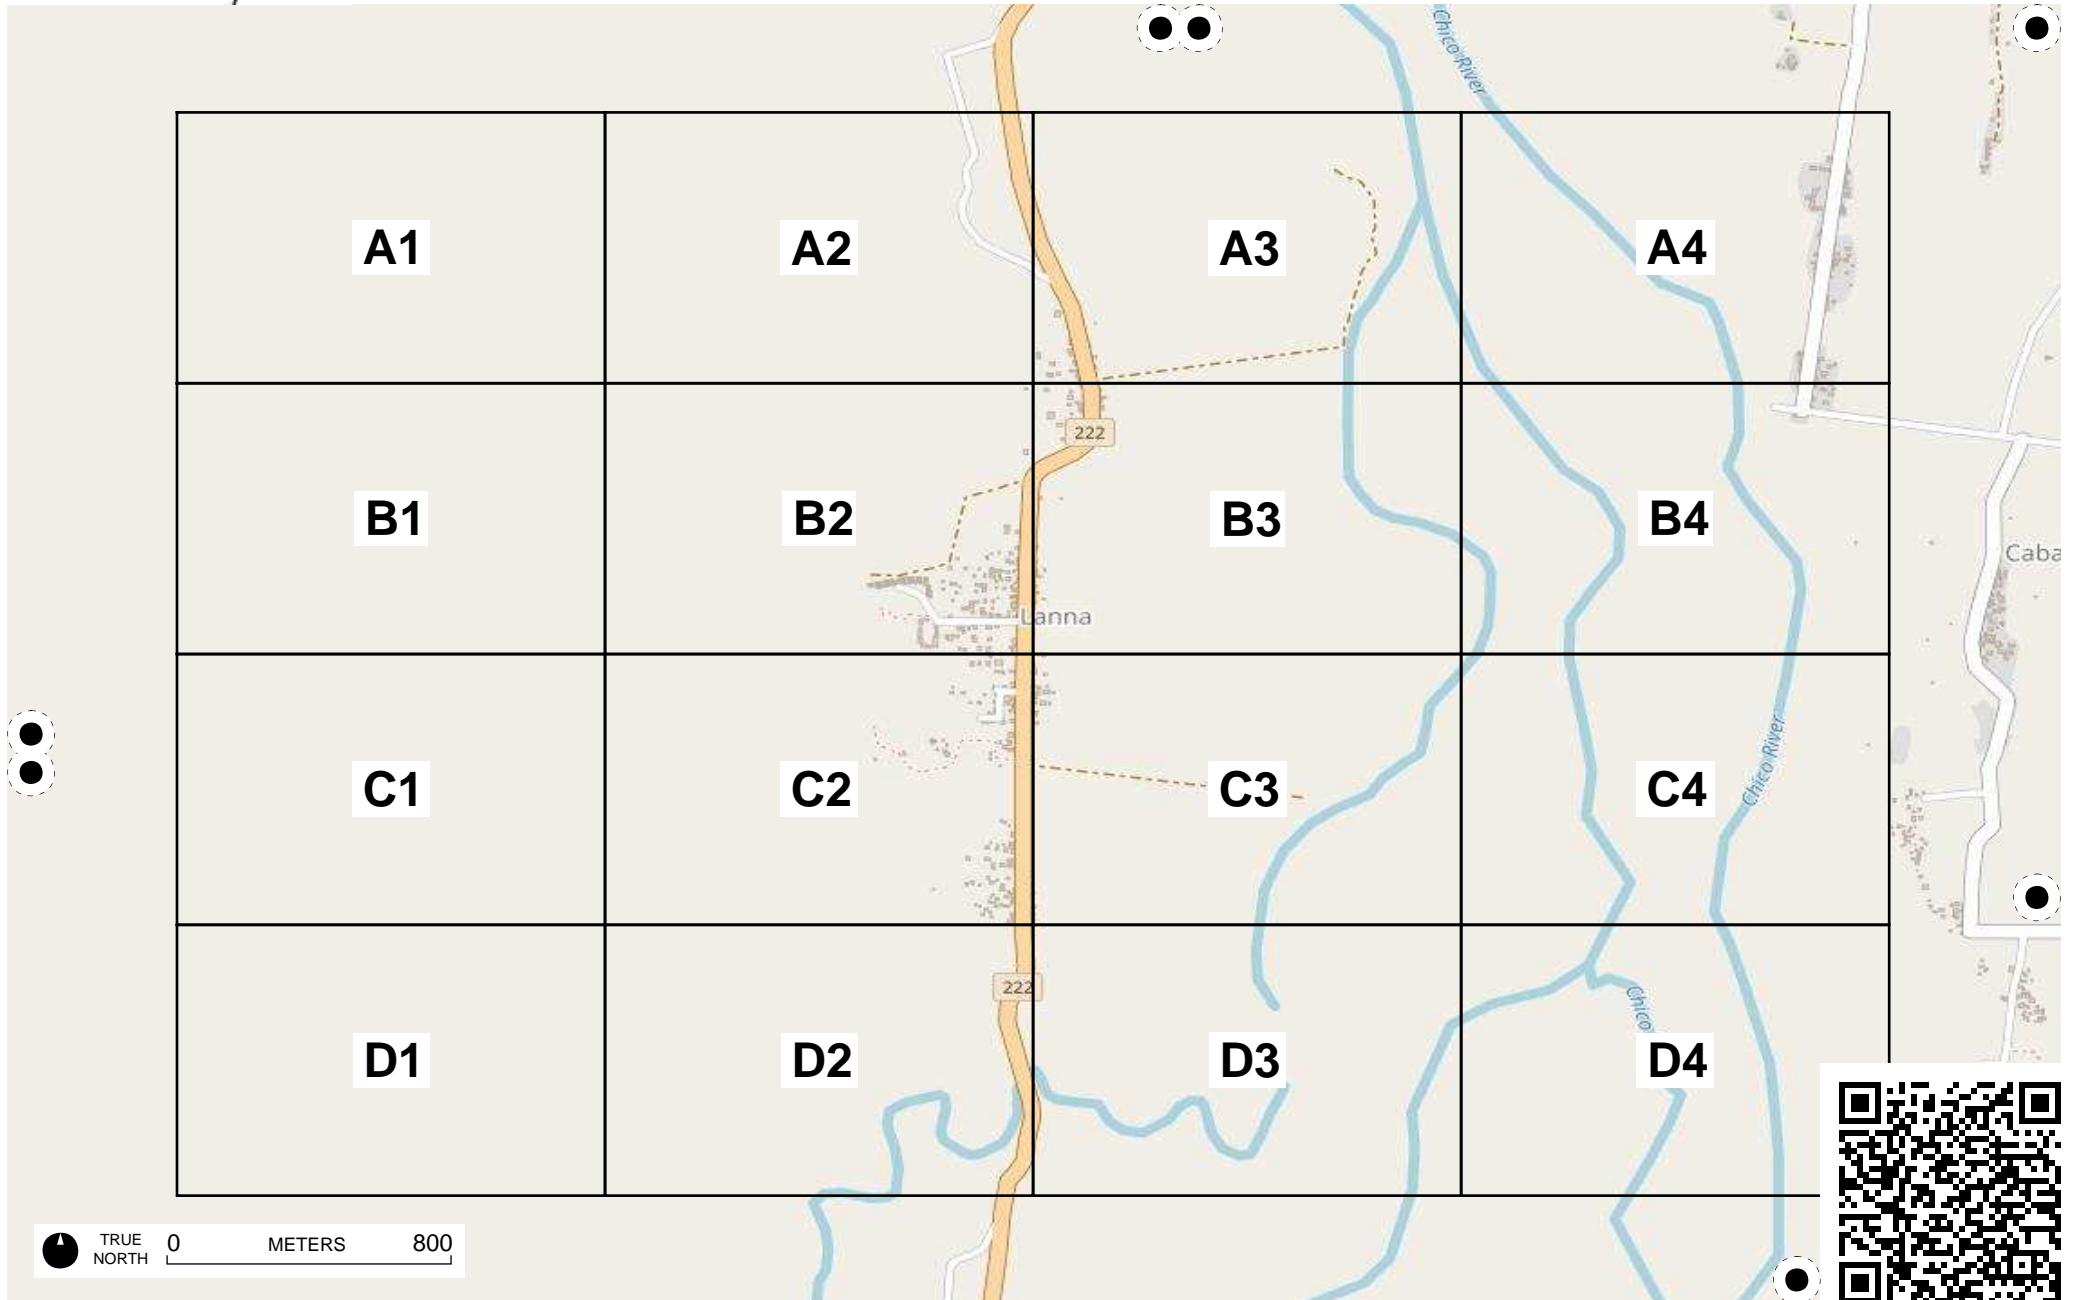 Chico River
A1 A2 A3 A4
222
B1 B2 B3 B4
Caba
Lanna
C1 C2 C3 C4
Chico River
222
Chico
D1 D2 D3 D4
TRUE
NORTH
0 METERS 800